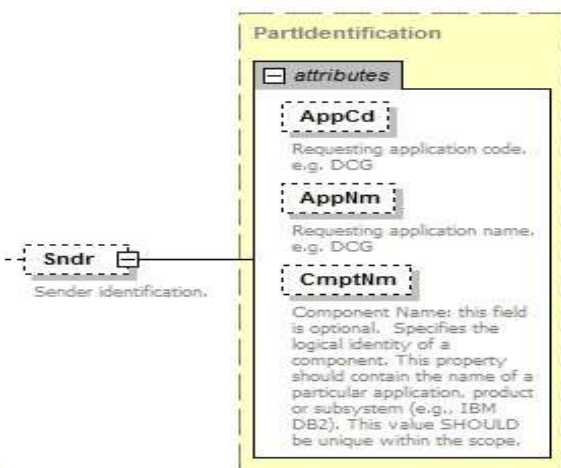 PartIdentification
attributes
AppCd
Requesting application code.
e.g. DCG
AppNm
Requesting application name.
e.g. DCG
Sndr
Sender identification.
CmptNm
Component Name: this field
is optional. Specifies the
logical identity of a
component. This property
should contain the name of a
particular application, product
or subsystem (e.g., IBM
DB2). This value SHOULD
be unique within the scope.